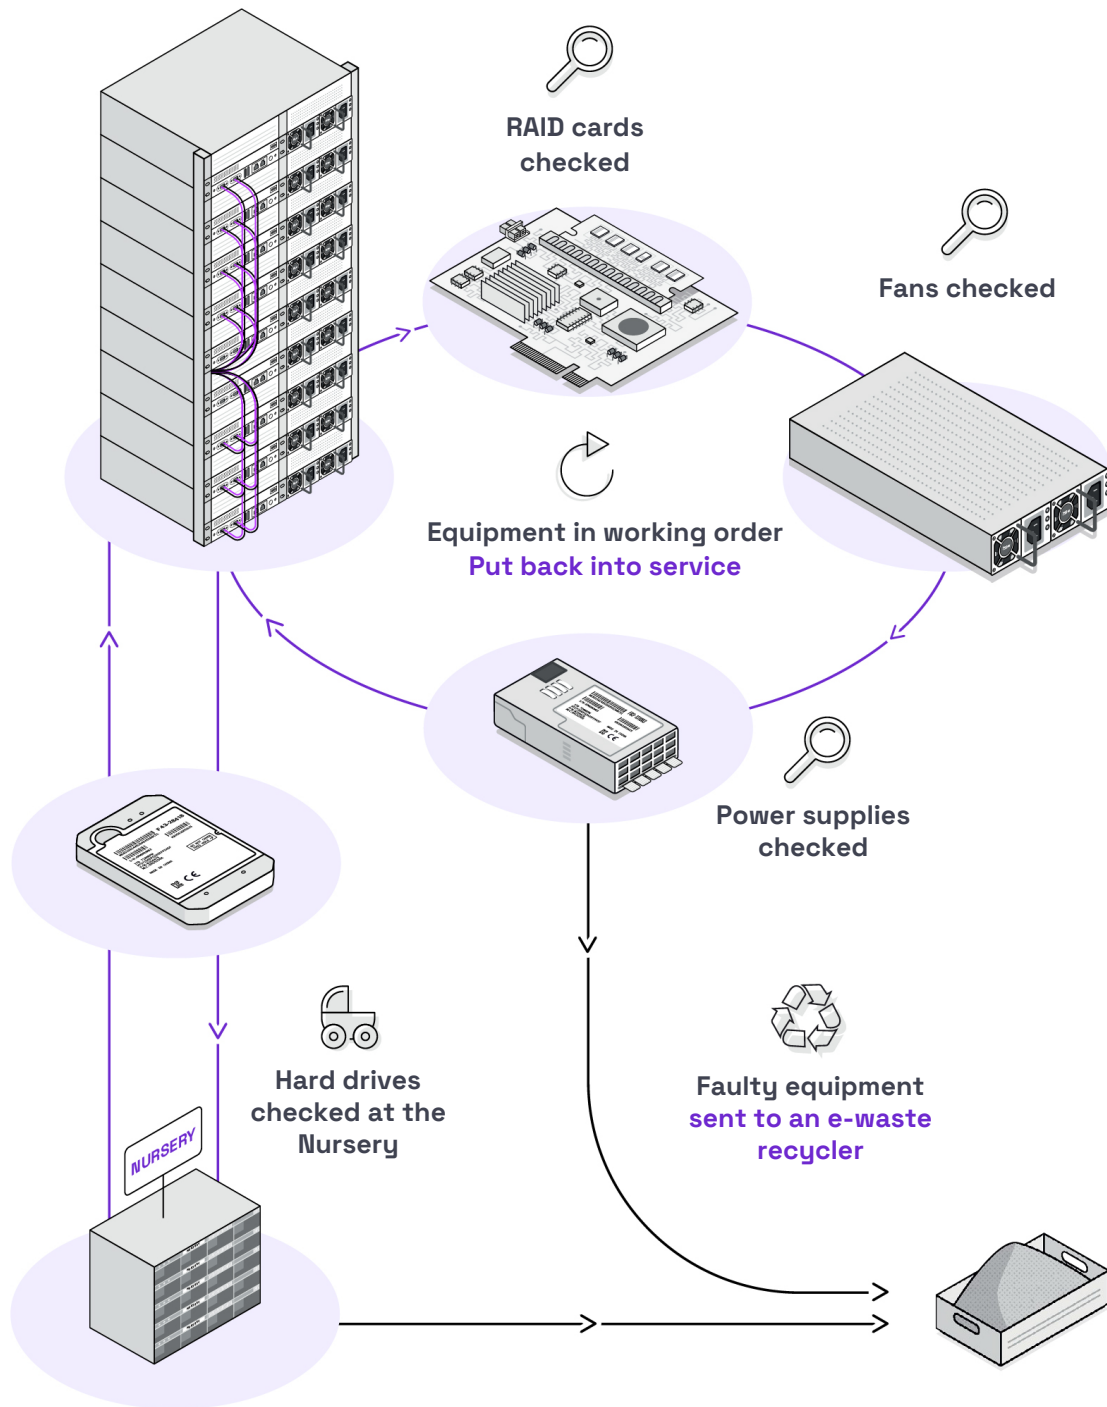 RAID cards
checked
Fans checked
Equipment in working order
Put back into service
Power supplies
checked
Hard drives
checked at the
Nursery
Faulty equipment
sent to an e-waste
recycler
NURSERY